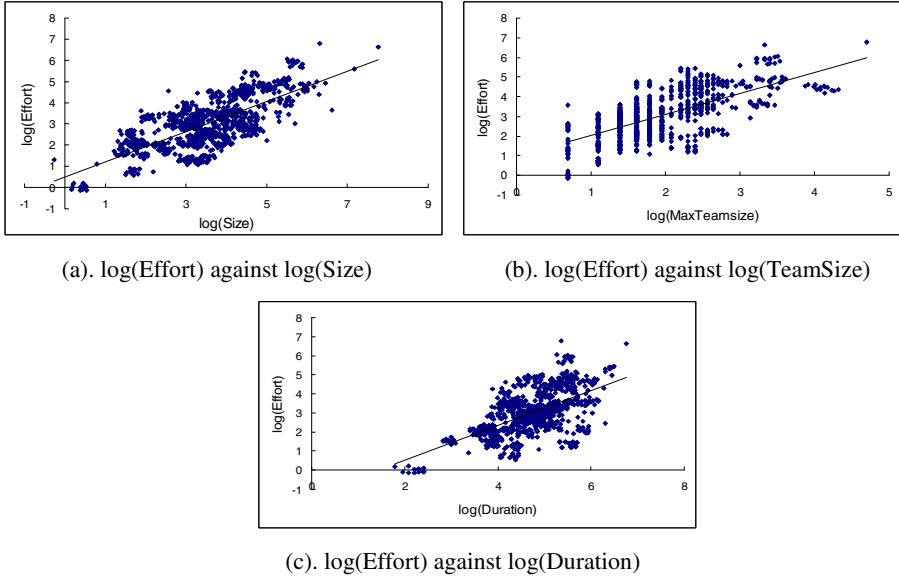 8
7
6
5
4
3
2
1
0
-1
log(Effort)
-1 1 3 5 7 9
log(Size)
(a). log(Effort) against log(Size)
8
7
6
5
4
3
2
1
0
-1
log(Effort)
0 1 2 3 4 5
log(MaxTeamsize)
(b). log(Effort) against log(TeamSize)
8
7
6
5
4
3
2
1
0
-1
log(Effort)
0 2 4 6 8
log(Duration)
(c). log(Effort) against log(Duration)